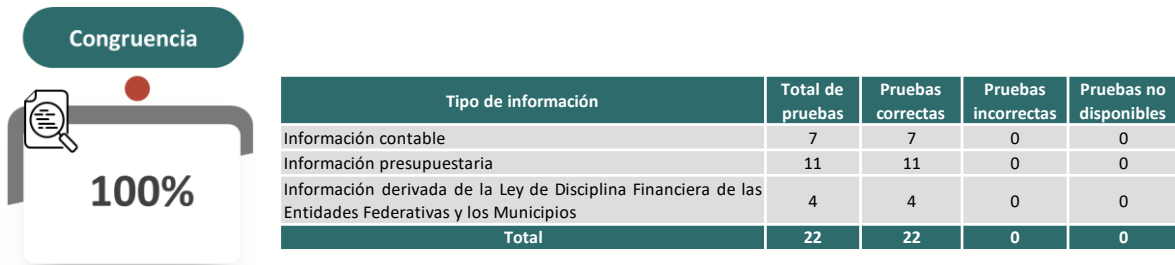 Congruencia
100%
Tipo de información Total de pruebas Pruebas correctas Pruebas incorrectas Pruebas no disponibles
Información contable 7 7 0 0
Información presupuestaria 11 11 0 0
Información derivada de la Ley de Disciplina Financiera de las
Entidades Federativas y los Municipios 4 4 0 0
Total 22 22 0 0